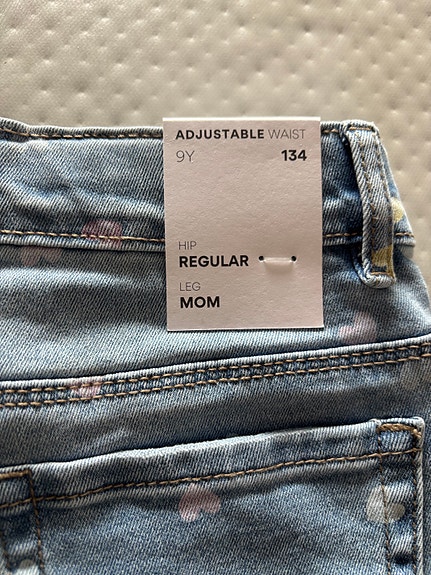 ADJUSTABLE WAIST
9Y 134
HIP
REGULAR
LEG
MOM